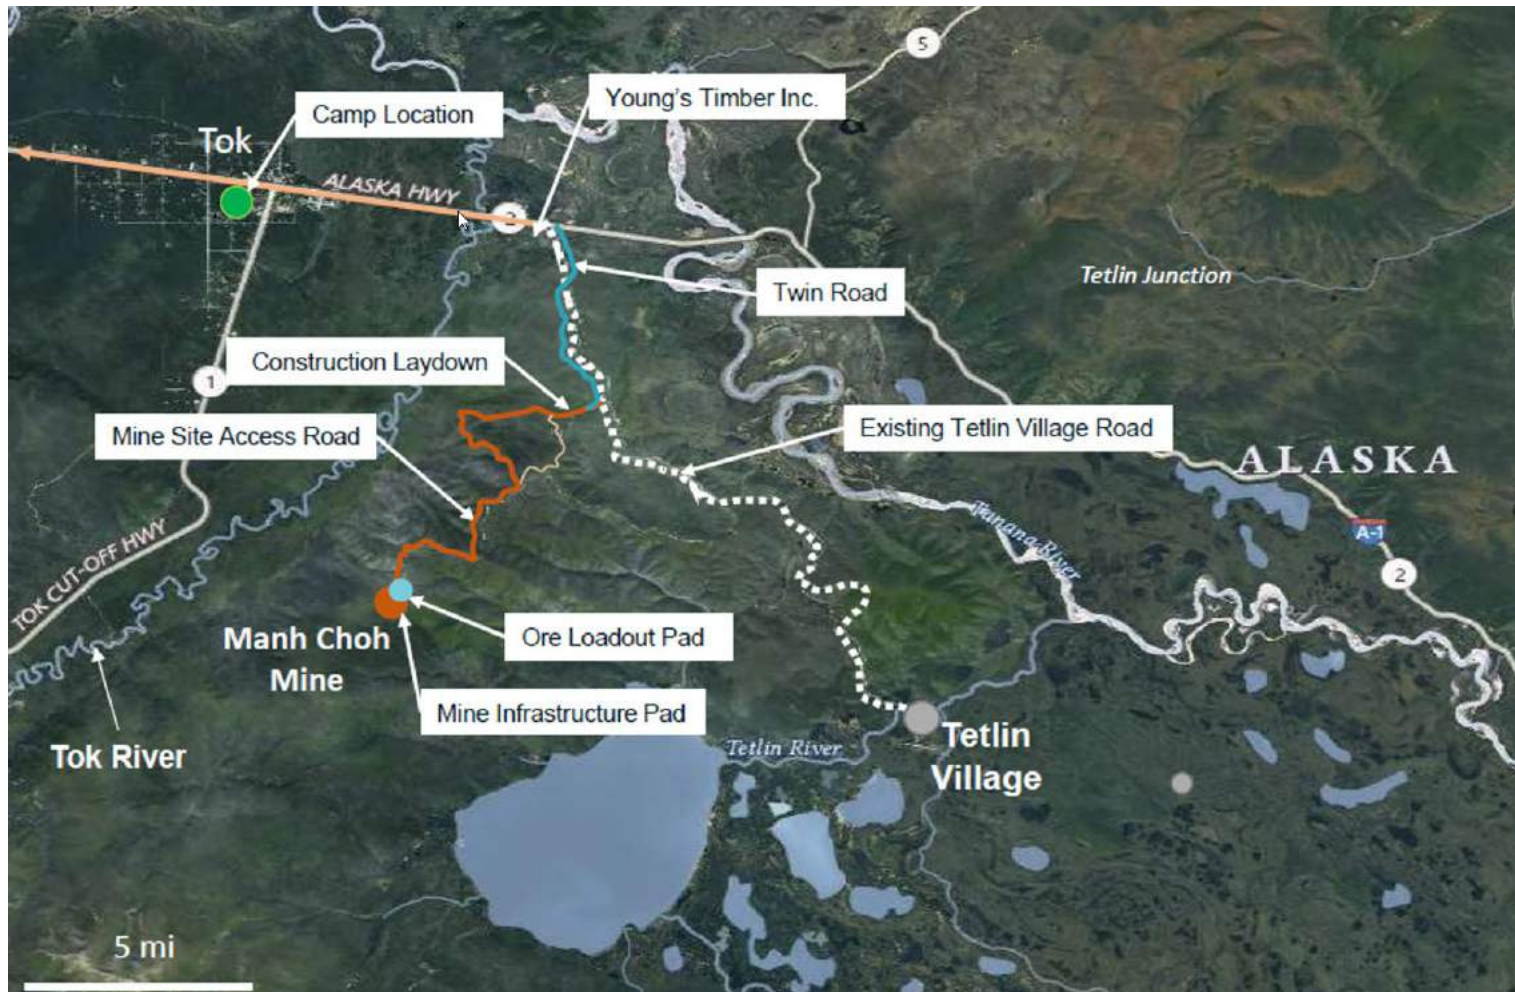 5
Young's Timber Inc.
Camp Location
Tok
ALASKA HWY
2
Tetlin Junction
Twin Road
Construction Laydown
1
Existing Tetlin Village Road
Mine Site Access Road
ALASKA
Tanana River
A-1
2
TOK CUT-OFF HWY
Ore Loadout Pad
Manh Choh
Mine
Mine Infrastructure Pad
Tok River
Tetlin River
Tetlin
Village
5 mi